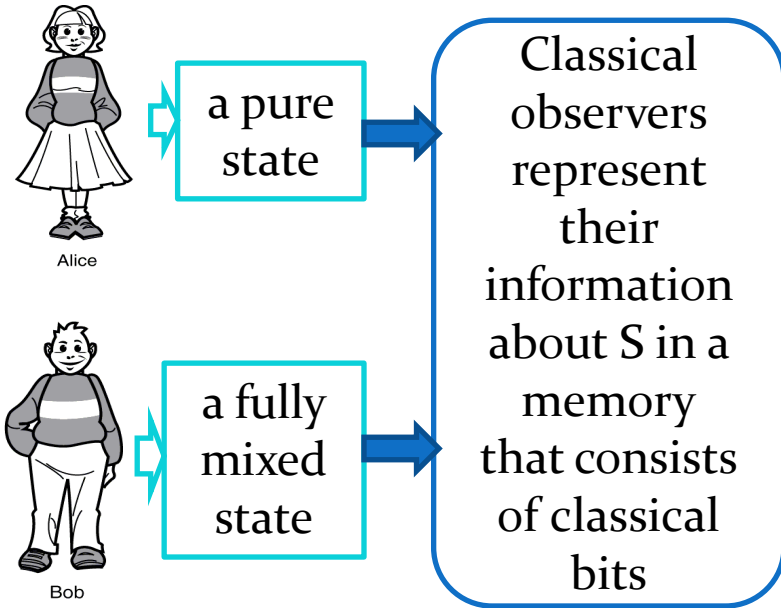 a pure
state
Alice
a fully
mixed
state
Bob
Classical
observers
represent
their
information
about S in a
memory
that consists
of classical
bits